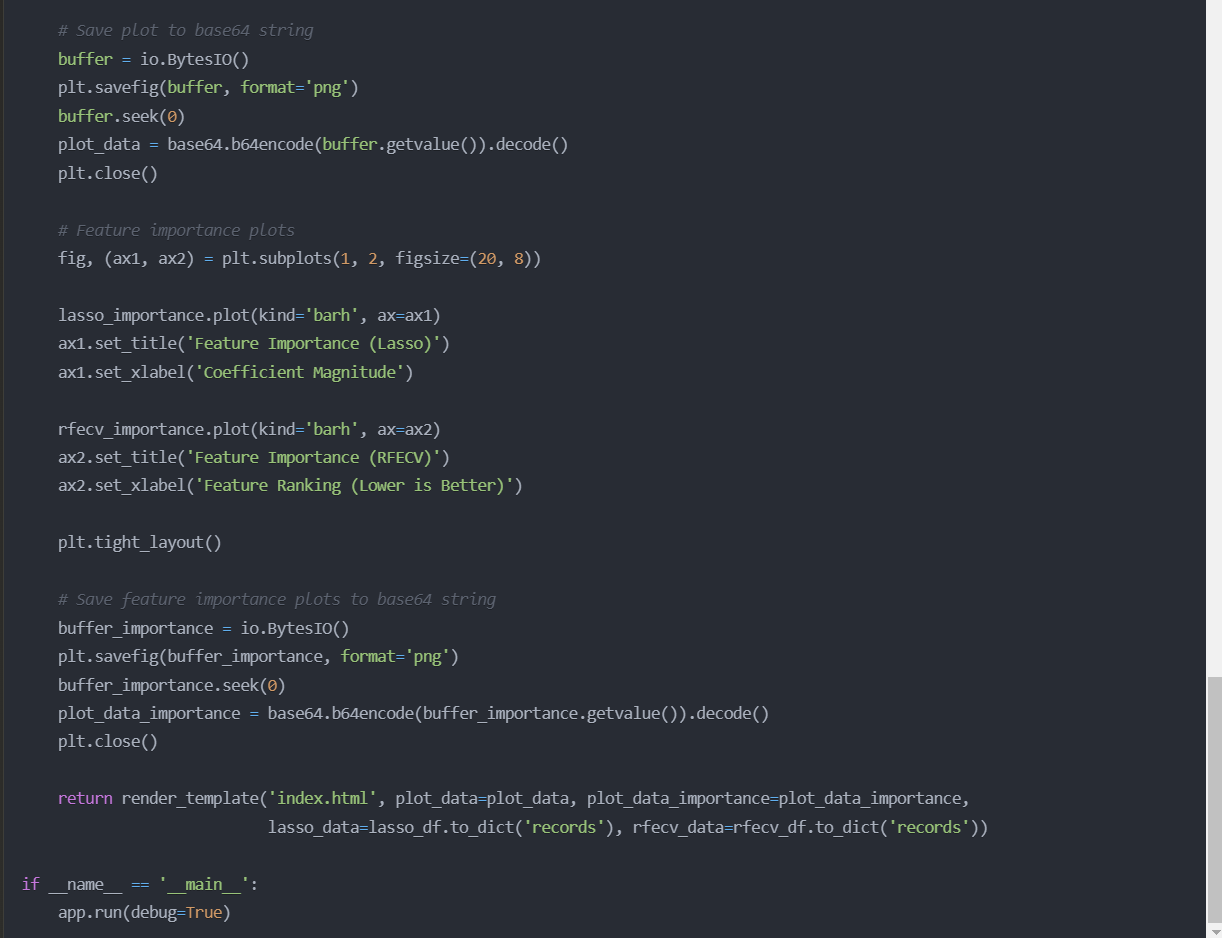 # Save plot to base64 string
buffer = io.BytesIO()
plt.savefig(buffer, format='png')
buffer.seek(0)
plot_data = base64.b64encode(buffer.getvalue()).decode()
plt.close()
# Feature importance plots
fig, (ax1, ax2) = plt.subplots(1, 2, figsize=(20, 8))
lasso_importance.plot(kind='barh', ax=ax1)
ax1.set_title('Feature Importance (Lasso)')
ax1.set_xlabel('Coefficient Magnitude')
rfecv_importance.plot(kind='barh', ax=ax2)
ax2.set_title('Feature Importance (RFECV)')
ax2.set_xlabel('Feature Ranking (Lower is Better)')
plt.tight_layout()
# Save feature importance plots to base64 string
buffer_importance = io.BytesIO()
plt.savefig(buffer_importance, format='png')
buffer_importance.seek(0)
plot_data_importance = base64.b64encode(buffer_importance.getvalue()).decode()
plt.close()
return render_template('index.html', plot_data=plot_data, plot_data_importance=plot_data_importance,
lasso_data=lasso_df.to_dict('records'), rfecv_data=rfecv_df.to_dict('records'))
if __name__ == '__main__':
app.run(debug=True)